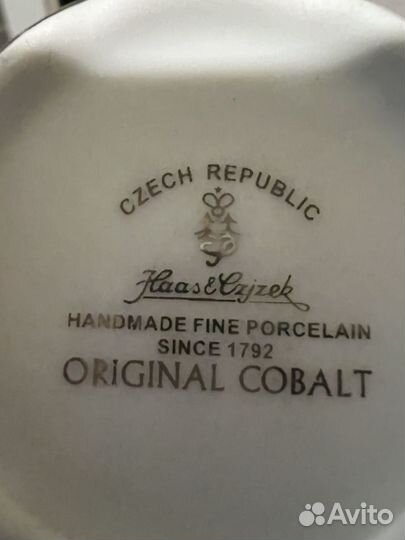 CZECH REPUBLIC
Haas & Czjzek
HANDMADE FINE PORCELAIN
SINCE 1792
ORIGINAL COBALT
Avito